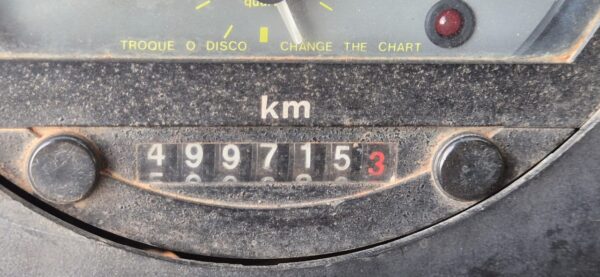 TROQUE O DISCO CHANGE THE CHART
km
4997153